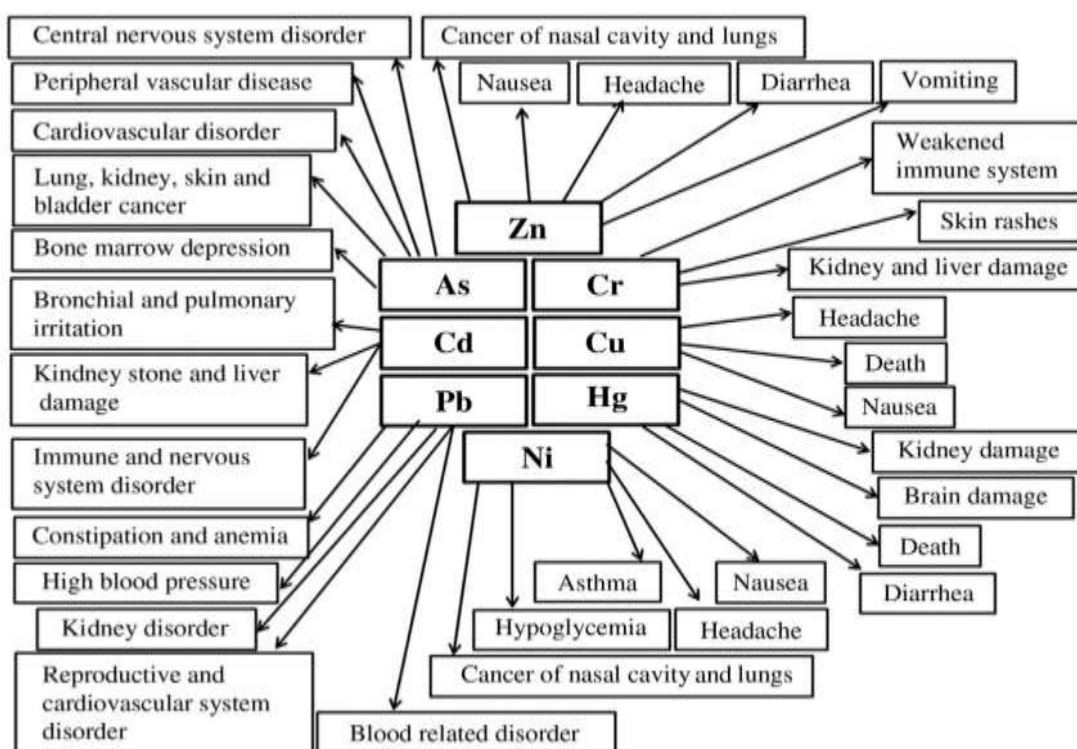 Central nervous system disorder
Cancer of nasal cavity and lungs
Peripheral vascular disease
Nausea
Headache
Diarrhea
Vomiting
Cardiovascular disorder
Weakened
immune system
Lung, kidney, skin and
bladder cancer
Zn
Skin rashes
Bone marrow depression
As
Cr
Kidney and liver damage
Bronchial and pulmonary
irritation
Headache
Cd
Cu
Death
Kindney stone and liver
damage
Pb
Hg
Nausea
Ni
Kidney damage
Immune and nervous
system disorder
Brain damage
Constipation and anemia
Death
High blood pressure
Asthma
Nausea
Diarrhea
Kidney disorder
Hypoglycemia
Headache
Reproductive and
cardiovascular system
disorder
Cancer of nasal cavity and lungs
Blood related disorder